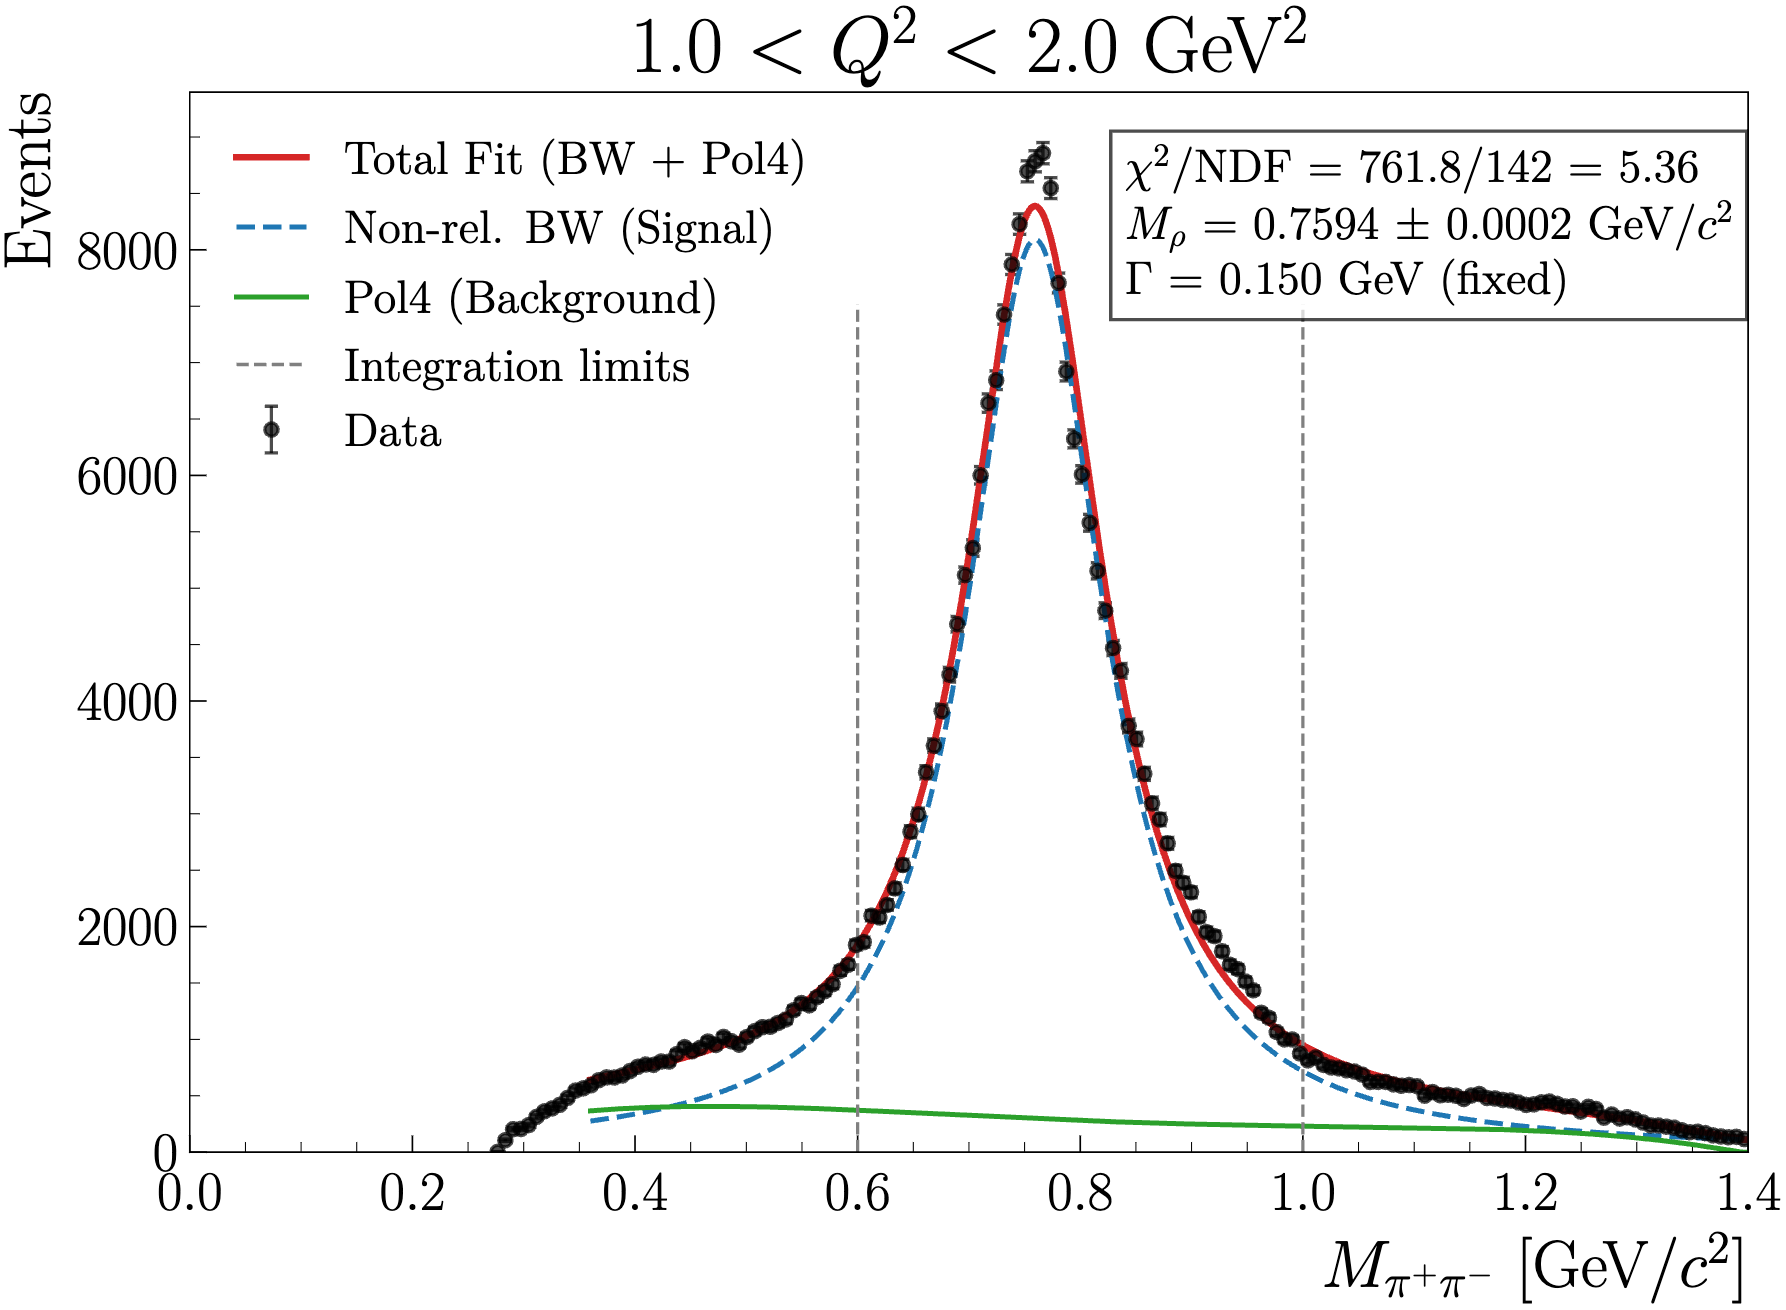 1.0 < Q² < 2.0 GeV²
Events
Total Fit (BW + Pol4)
Non-rel. BW (Signal)
Pol4 (Background)
Integration limits
Data
χ²/NDF = 761.8/142 = 5.36
Mρ = 0.7594 ± 0.0002 GeV/c²
Γ = 0.150 GeV (fixed)
8000
6000
4000
2000
0
0.0 0.2 0.4 0.6 0.8 1.0 1.2 1.4
Mπ⁺π⁻ [GeV/c²]